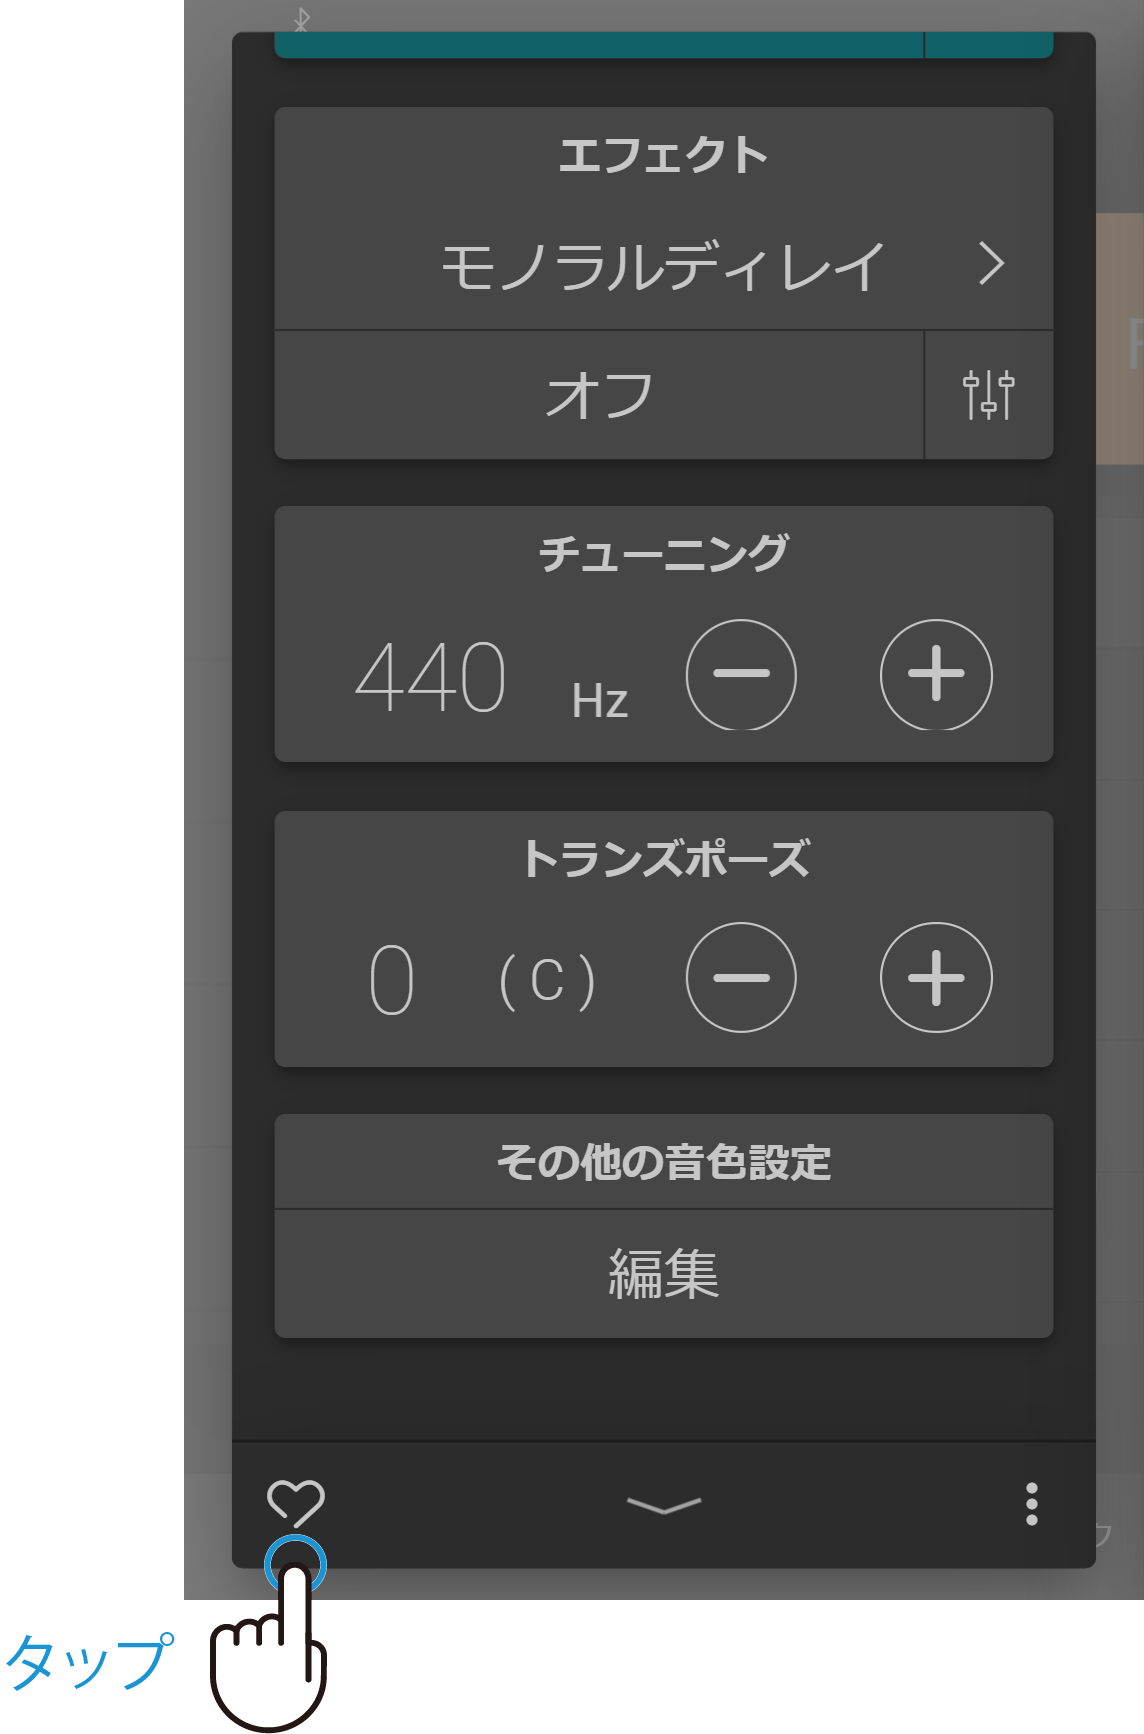 エフェクト
モノラルディレイ
オフ
チューニング
440 Hz
トランスポーズ
0 (C)
その他の音色設定
編集
タップ